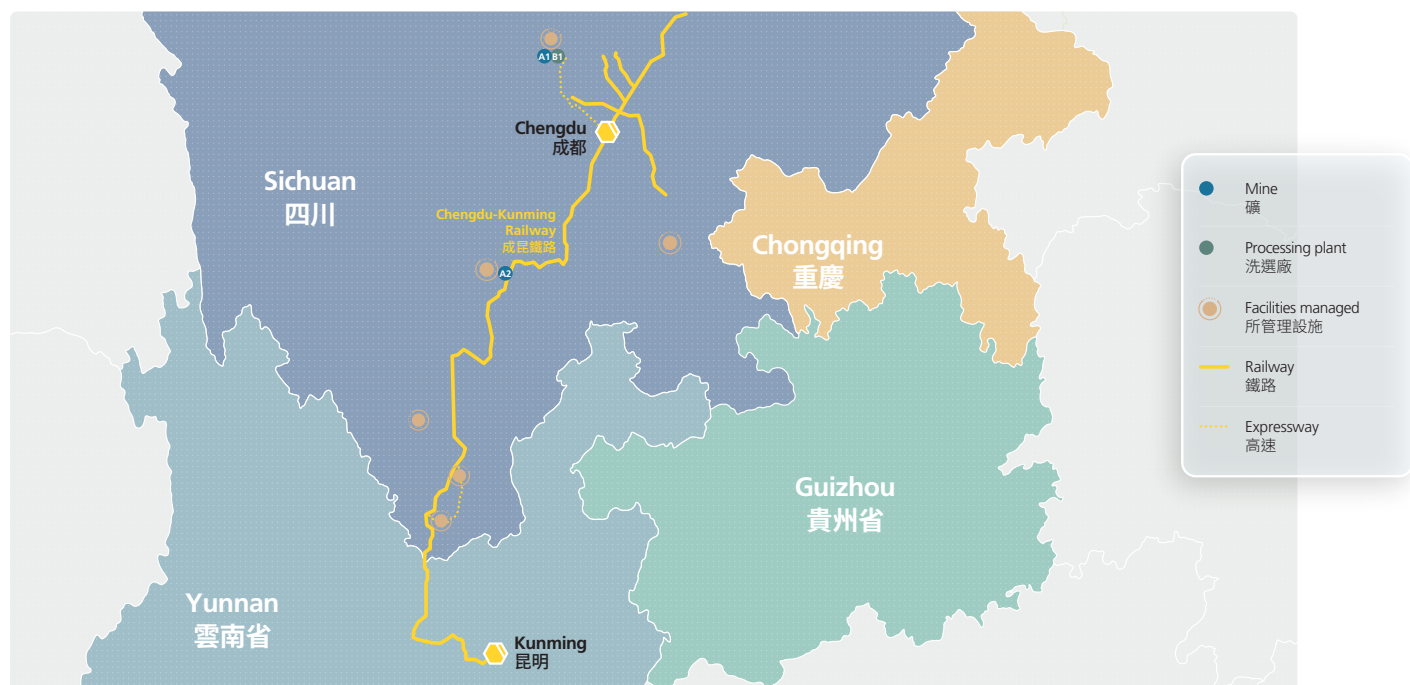 A1 B1
Chengdu
成都
Sichuan
四川
Chengdu-Kunming
Railway
成昆鐵路
A2
Chongqing
重慶
Guizhou
貴州省
Yunnan
雲南省
Kunming
昆明
Mine
礦
Processing plant
洗選廠
Facilities managed
所管理設施
Railway
鐵路
Expressway
高速